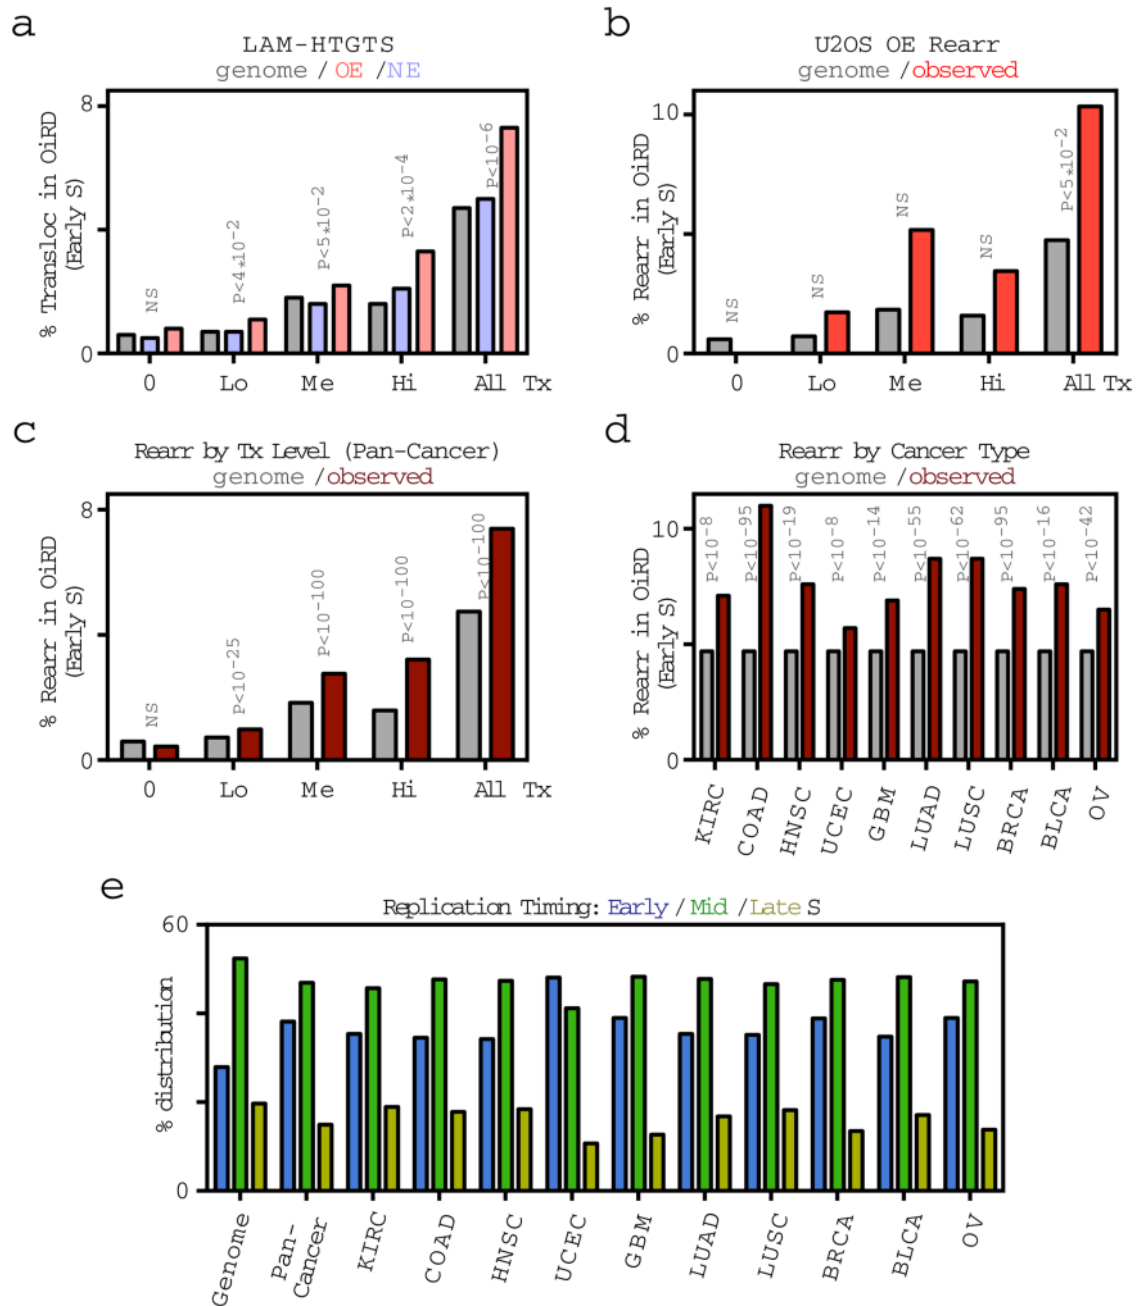 a
LAM-HTGTS
genome / OE /NE
% Transloc in OiRD
(Early S)
8
0
NS
P<4*10-2
P<5*10-2
P<2*10-4
P<10-6
0 Lo Me Hi All Tx
b
U2OS OE Rearr
genome /observed
% Rearr in OiRD
(Early S)
10
0
NS
NS
NS
NS
P<5*10-2
0 Lo Me Hi All Tx
c
Rearr by Tx Level (Pan-Cancer)
genome /observed
% Rearr in OiRD
(Early S)
8
0
NS
P<10-25
P<10-100
P<10-100
P<10-100
0 Lo Me Hi All Tx
d
Rearr by Cancer Type
genome /observed
% Rearr in OiRD
(Early S)
10
0
P<10-8
P<10-95
P<10-19
P<10-8
P<10-14
P<10-55
P<10-62
P<10-95
P<10-16
P<10-42
KIRC
COAD
HNSC
UCEC
GBM
LUAD
LUSC
BRCA
BLCA
OV
e
Replication Timing: Early / Mid /Late S
% distribution
60
0
Genome
Pan-
Cancer
KIRC
COAD
HNSC
UCEC
GBM
LUAD
LUSC
BRCA
BLCA
OV